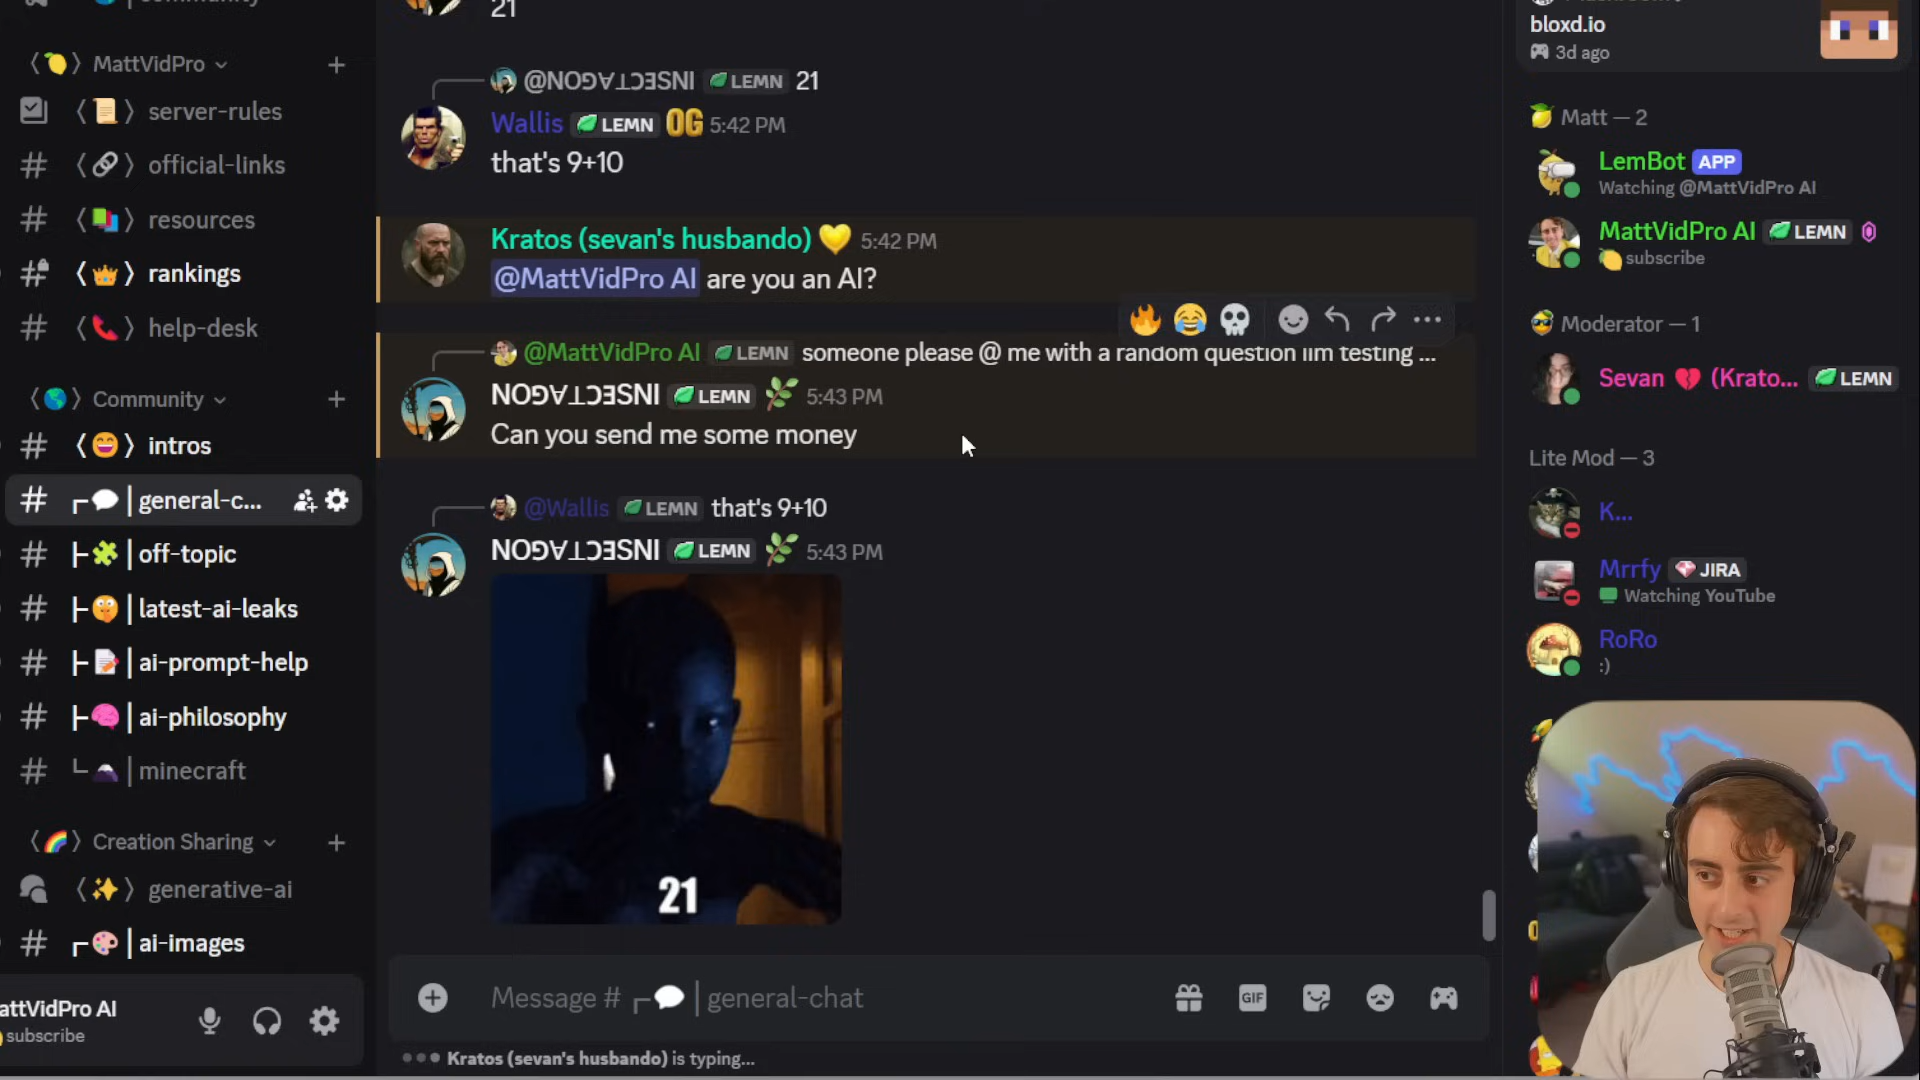 community
MattVidPro
server-rules
official-links
resources
rankings
help-desk
Community
intros
general-c...
off-topic
latest-ai-leaks
ai-prompt-help
ai-philosophy
minecraft
Creation Sharing
generative-ai
ai-images
attVidPro AI
subscribe
21
@NO⅁∀⊥ƆƎSNI LEMN 21
Wallis LEMN OG 5:42 PM
that's 9+10
Kratos (sevan's husbando) 💛 5:42 PM
@MattVidPro AI are you an AI?
@MattVidPro AI LEMN someone please @ me with a random question iim testing ...
NO⅁∀⊥ƆƎSNI LEMN 🌿 5:43 PM
Can you send me some money
@Wallis LEMN that's 9+10
NO⅁∀⊥ƆƎSNI LEMN 🌿 5:43 PM
21
Message # ┌💬│general-chat
GIF
Kratos (sevan's husbando) is typing...
bloxd.io
3d ago
Matt — 2
LemBot APP
Watching @MattVidPro AI
MattVidPro AI LEMN
subscribe
Moderator — 1
Sevan 💔 (Krato... LEMN
Lite Mod — 3
K...
Mrrfy JIRA
Watching YouTube
RoRo
:)